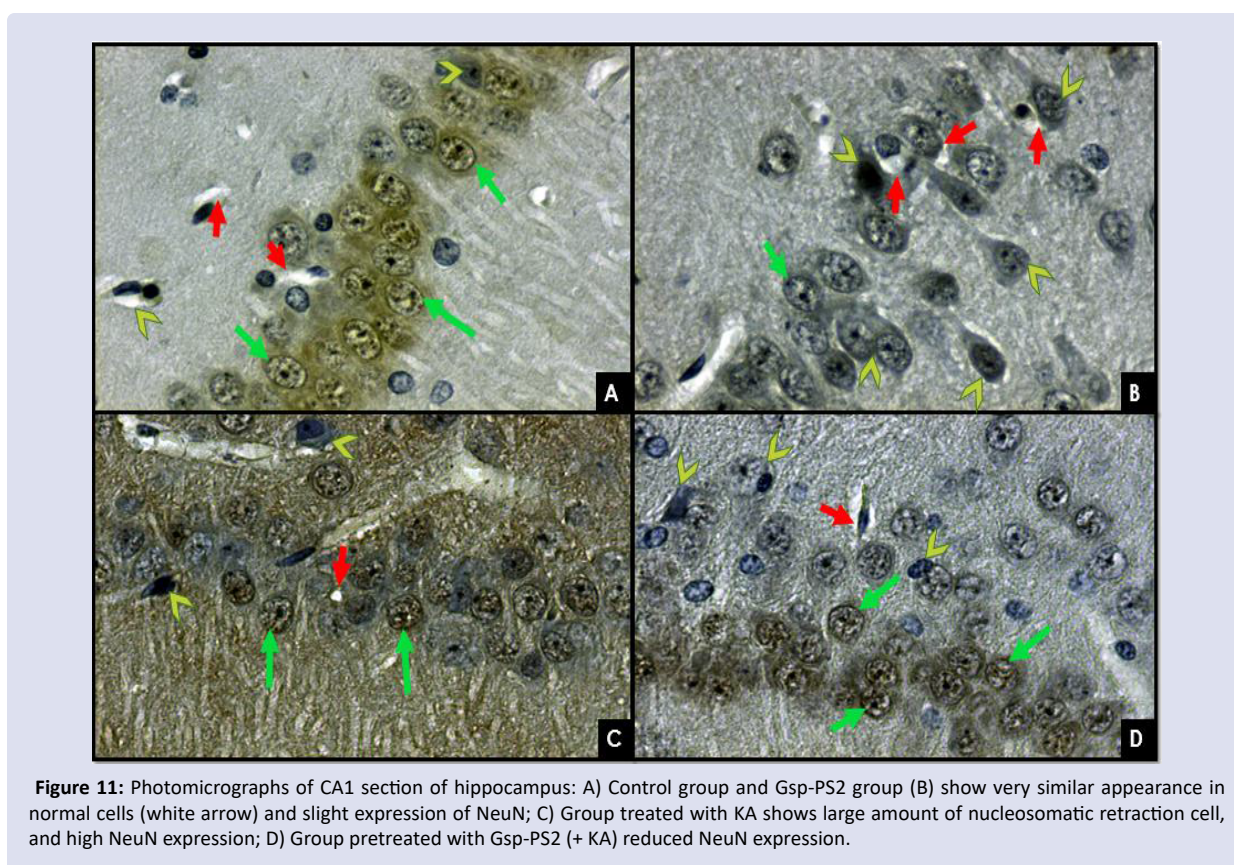 A
B
C
D
Figure 11: Photomicrographs of CA1 section of hippocampus: A) Control group and Gsp-PS2 group (B) show very similar appearance in
normal cells (white arrow) and slight expression of NeuN; C) Group treated with KA shows large amount of nucleosomatic retraction cell,
and high NeuN expression; D) Group pretreated with Gsp-PS2 (+ KA) reduced NeuN expression.